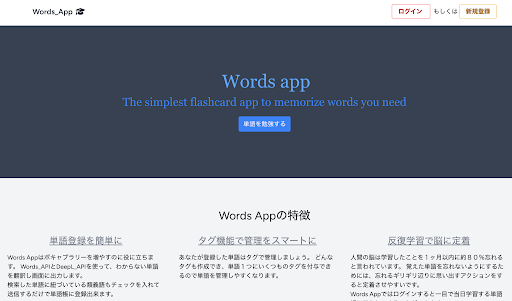 Words_App
ログイン もしくは 新規登録
Words app
The simplest flashcard app to memorize words you need
単語を勉強する
Words Appの特徴
単語登録を簡単に
Words Appはボキャブラリーを増やすのに役に立ちま
す。Words_APIとDeepL_APIを使って、わからない単語
を翻訳し画面に出力します。
検索した単語に紐づいている類義語もチェックを入れて
送信するだけで単語帳に登録出来ます。
タグ機能で管理をスマートに
あなたが登録した単語はタグで管理しましょう。どんな
タグも作成でき、単語１つにいくつものタグを付与でき
るので単語を管理しやすくなります。
反復学習で脳に定着
人間の脳は学習したことを１ヶ月以内に約８０％忘れる
と言われています。覚えた単語を忘れないようにするた
めには、忘れるギリギリ辺りに思い出すアクションをす
ると定着させやすいです。
Words Appではログインすると一目で当日学習する単語